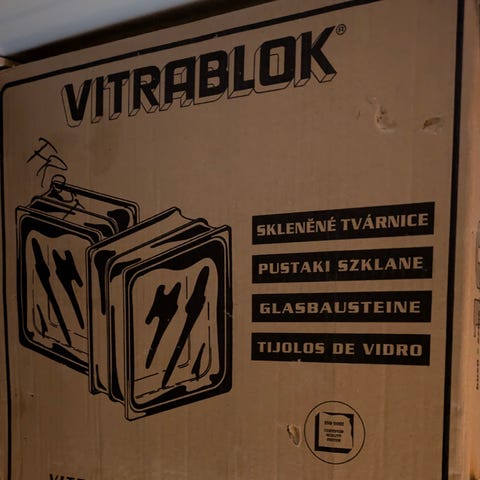 VITRABLOK®
SKLENĚNÉ TVÁRNICE
PUSTAKI SZKLANE
GLASBAUSTEINE
TIJOLOS DE VIDRO